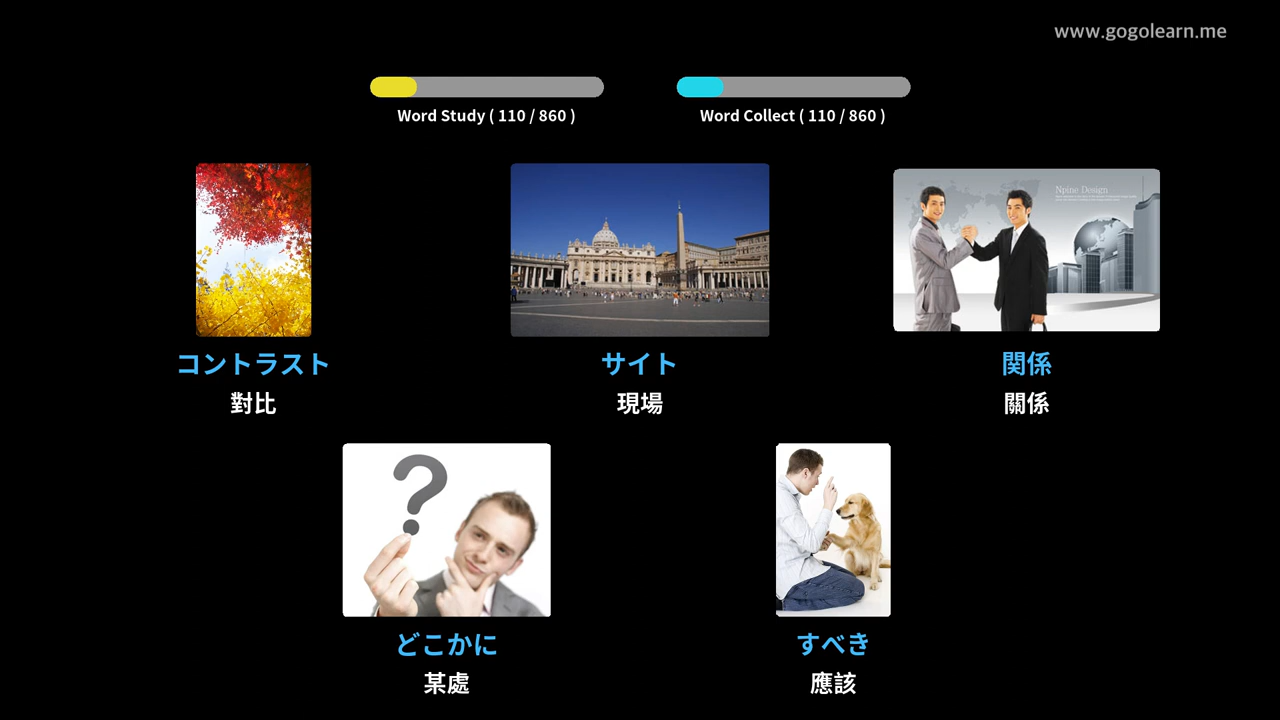 www.gogolearn.me
Word Study ( 110 / 860 )
Word Collect ( 110 / 860 )
Npine Design
コントラスト
サイト
関係
對比
現場
關係
どこかに
すべき
某處
應該